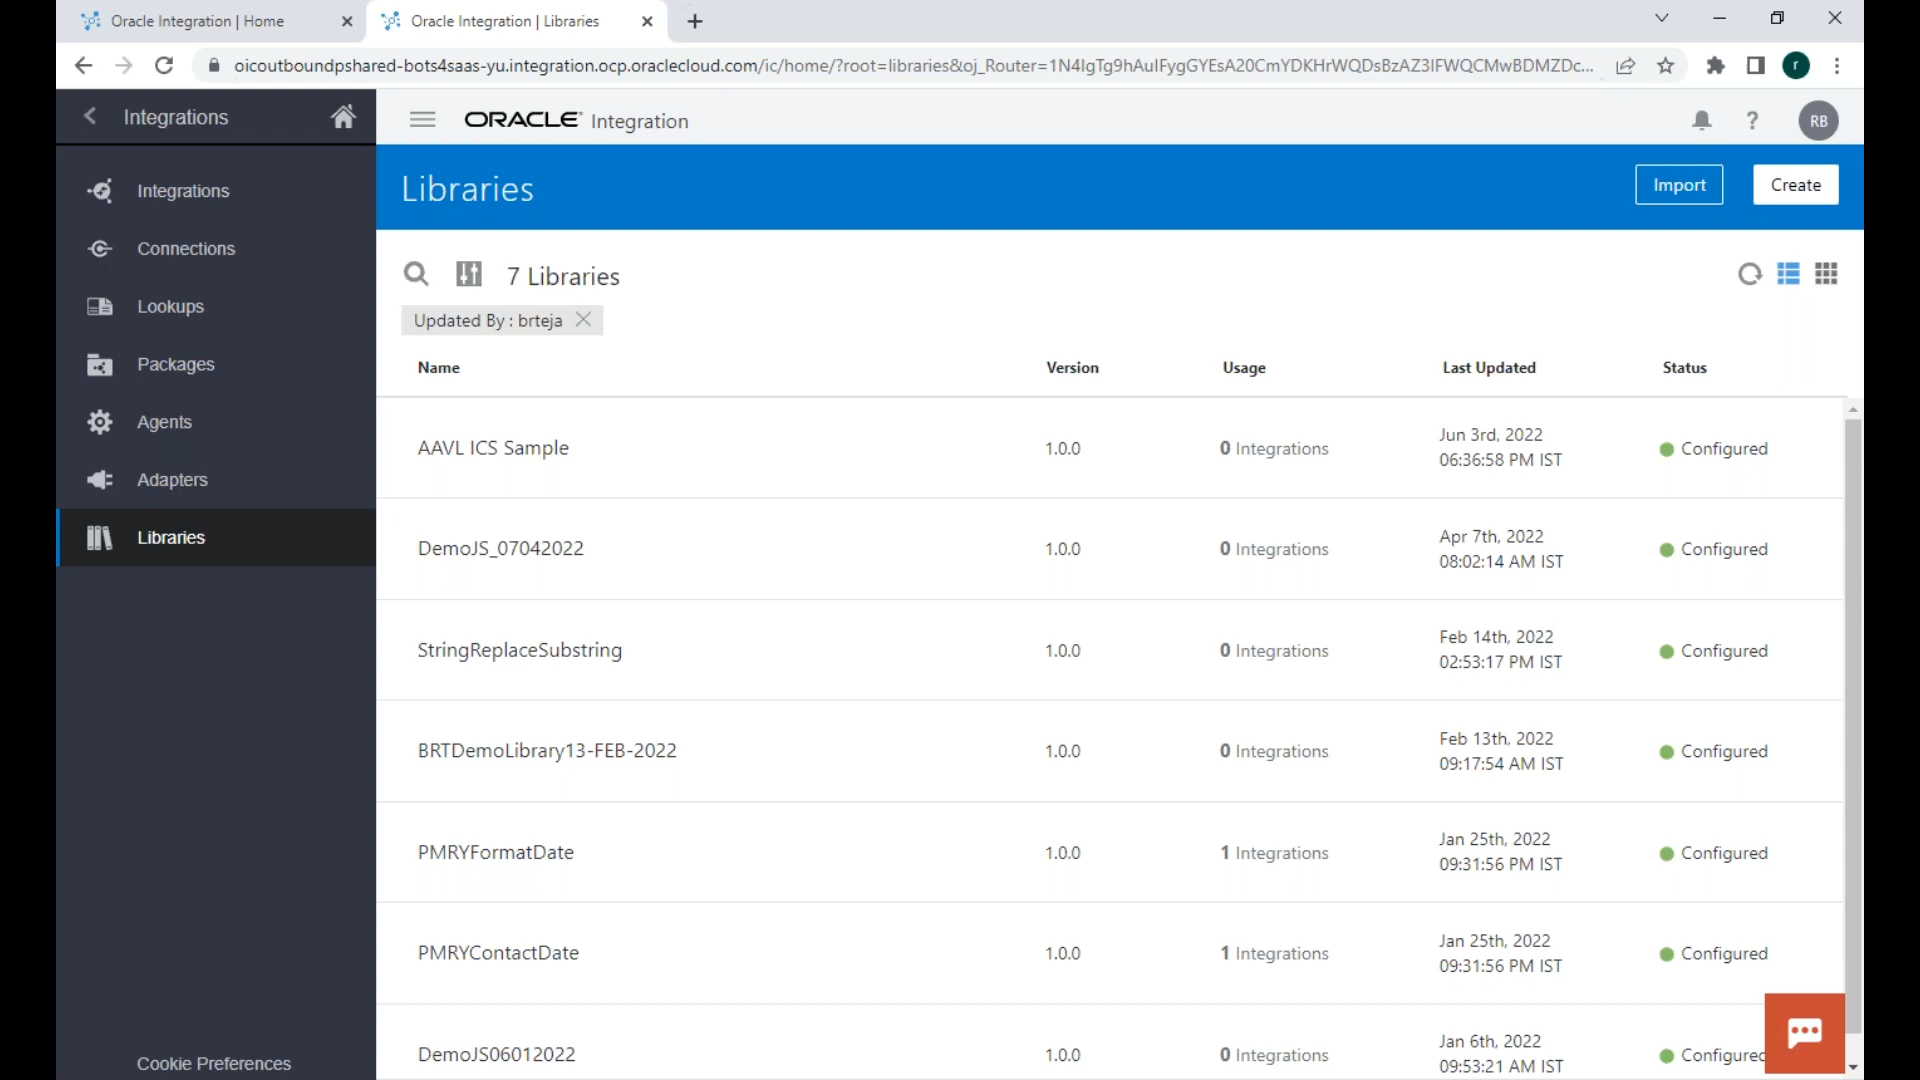 Oracle Integration | Home
Oracle Integration | Libraries
oicoutboundpshared-bots4saas-yu.integration.ocp.oraclecloud.com/ic/home/?root=libraries&oj_Router=1N4IgTg9hAuIFygGYEsA20CmYDKHrWQDsBzAZ3IFWQCMwBDMZDc...
r
Integrations
ORACLE Integration
?
RB
Integrations
Connections
Lookups
Packages
Agents
Adapters
Libraries
Cookie Preferences
Libraries
Import
Create
7 Libraries
Updated By : brteja
Name Version Usage Last Updated Status
AAVL ICS Sample 1.0.0 0 Integrations Jun 3rd, 2022 Configured
06:36:58 PM IST
DemoJS_07042022 1.0.0 0 Integrations Apr 7th, 2022 Configured
08:02:14 AM IST
StringReplaceSubstring 1.0.0 0 Integrations Feb 14th, 2022 Configured
02:53:17 PM IST
BRTDemoLibrary13-FEB-2022 1.0.0 0 Integrations Feb 13th, 2022 Configured
09:17:54 AM IST
PMRYFormatDate 1.0.0 1 Integrations Jan 25th, 2022 Configured
09:31:56 PM IST
PMRYContactDate 1.0.0 1 Integrations Jan 25th, 2022 Configured
09:31:56 PM IST
DemoJS06012022 1.0.0 0 Integrations Jan 6th, 2022 Configured
09:53:21 AM IST